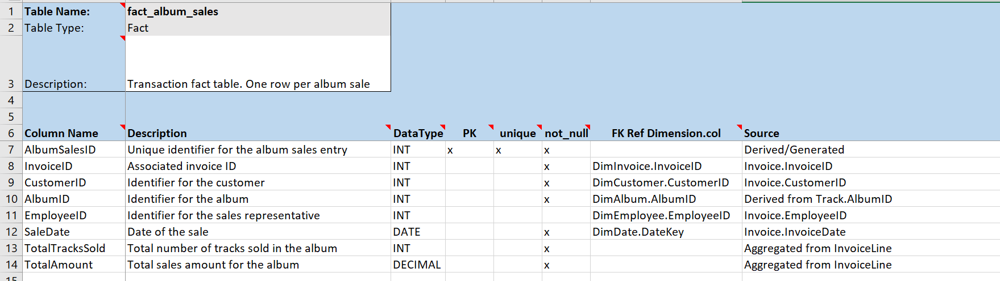 1 Table Name: fact_album_sales
2 Table Type: Fact
3 Description: Transaction fact table. One row per album sale
4
5
6 Column Name Description DataType PK unique not_null FK Ref Dimension.col Source
7 AlbumSalesID Unique identifier for the album sales entry INT x x x Derived/Generated
8 InvoiceID Associated invoice ID INT x DimInvoice.InvoiceID Invoice.InvoiceID
9 CustomerID Identifier for the customer INT x DimCustomer.CustomerID Invoice.CustomerID
10 AlbumID Identifier for the album INT x DimAlbum.AlbumID Derived from Track.AlbumID
11 EmployeeID Identifier for the sales representative INT DimEmployee.EmployeeID Invoice.EmployeeID
12 SaleDate Date of the sale DATE x DimDate.DateKey Invoice.InvoiceDate
13 TotalTracksSold Total number of tracks sold in the album INT x Aggregated from InvoiceLine
14 TotalAmount Total sales amount for the album DECIMAL x Aggregated from InvoiceLine
15